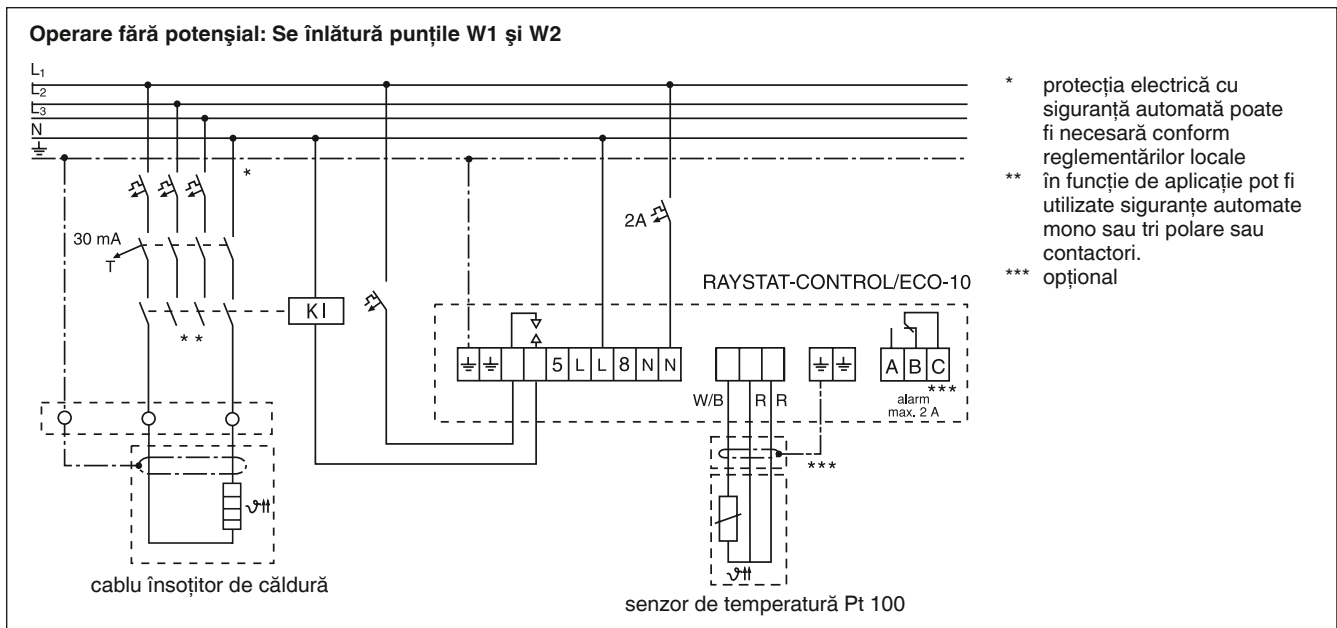 Operare fără potenşial: Se înlătură punțile W1 şi W2
L1
L2
L3
N
*
30 mA
T
* *
KI
2A
RAYSTAT-CONTROL/ECO-10
5 L L 8 N N
A B C
***
alarm
max. 2 A
W/B R R
***
ϑ
cablu însoțitor de căldură
ϑ
senzor de temperatură Pt 100
* protecția electrică cu
siguranță automată poate
fi necesară conform
reglementărilor locale
** în funcție de aplicație pot fi
utilizate siguranțe automate
mono sau tri polare sau
contactori.
*** opțional